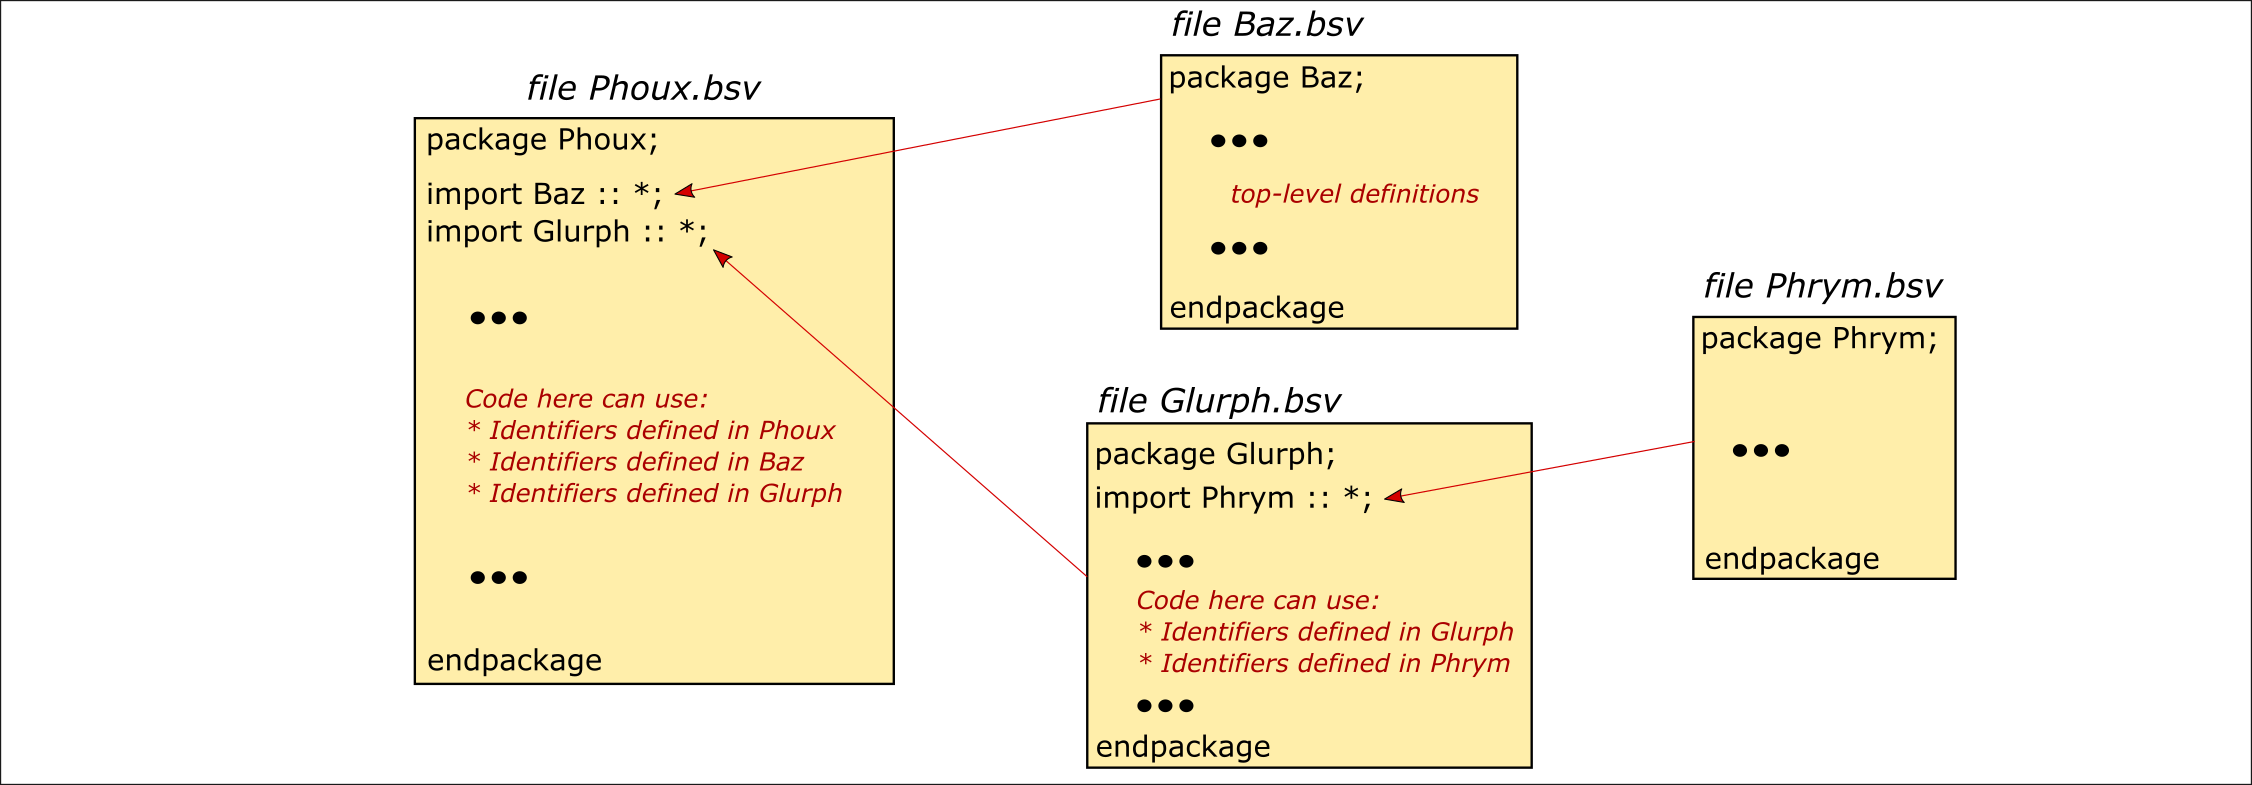 file Phoux.bsv
package Phoux;
import Baz :: *;
import Glurph :: *;
•••
Code here can use:
* Identifiers defined in Phoux
* Identifiers defined in Baz
* Identifiers defined in Glurph
•••
endpackage
file Baz.bsv
package Baz;
•••
top-level definitions
•••
endpackage
file Glurph.bsv
package Glurph;
import Phrym :: *;
•••
Code here can use:
* Identifiers defined in Glurph
* Identifiers defined in Phrym
•••
endpackage
file Phrym.bsv
package Phrym;
•••
endpackage